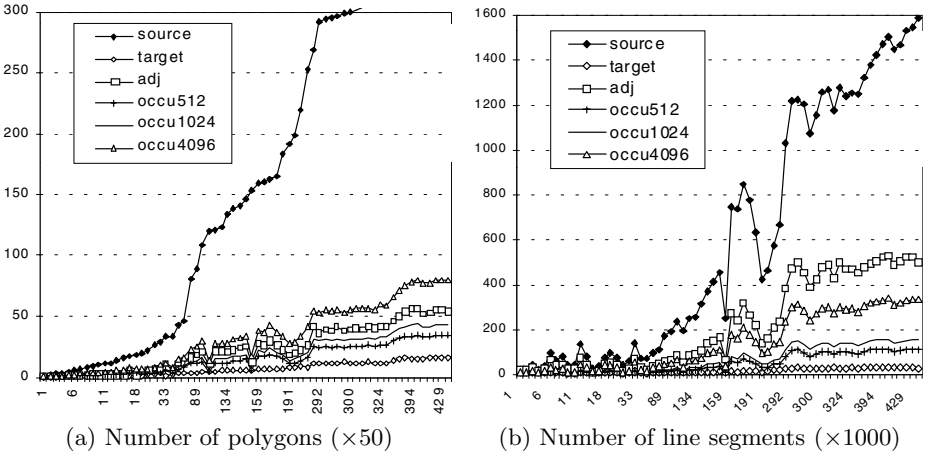 300
250
200
150
100
50
0
source
target
adj
occu512
occu1024
occu4096
1 6 11 18 33 89 134 159 191 292 300 324 394 429
(a) Number of polygons (×50)
1600
1400
1200
1000
800
600
400
200
0
source
target
adj
occu512
occu1024
occu4096
1 6 11 18 33 89 134 159 191 292 300 324 394 429
(b) Number of line segments (×1000)